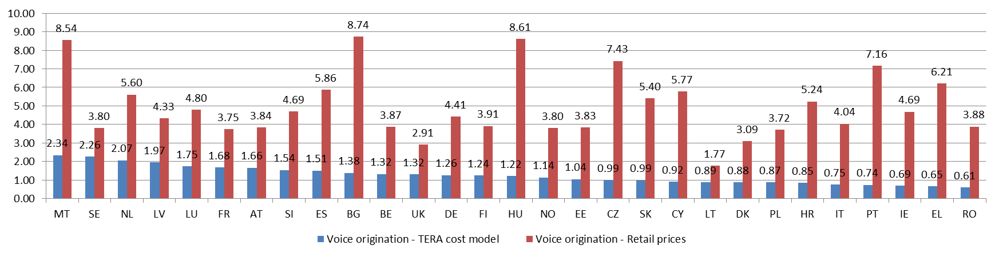 10.00
9.00
8.00
7.00
6.00
5.00
4.00
3.00
2.00
1.00
0.00
8.54 3.80 5.60 4.33 4.80 3.75 3.84 4.69 5.86 8.74 3.87 2.91 4.41 3.91 8.61 3.80 3.83 7.43 5.40 5.77 1.77 3.09 3.72 5.24 4.04 7.16 4.69 6.21 3.88
2.34 2.26 2.07 1.97 1.75 1.68 1.66 1.54 1.51 1.38 1.32 1.32 1.26 1.24 1.22 1.14 1.04 0.99 0.99 0.92 0.89 0.88 0.87 0.85 0.75 0.74 0.69 0.65 0.61
MT SE NL LV LU FR AT SI ES BG BE UK DE FI HU NO EE CZ SK CY LT DK PL HR IT PT IE EL RO
Voice origination - TERA cost model Voice origination - Retail prices